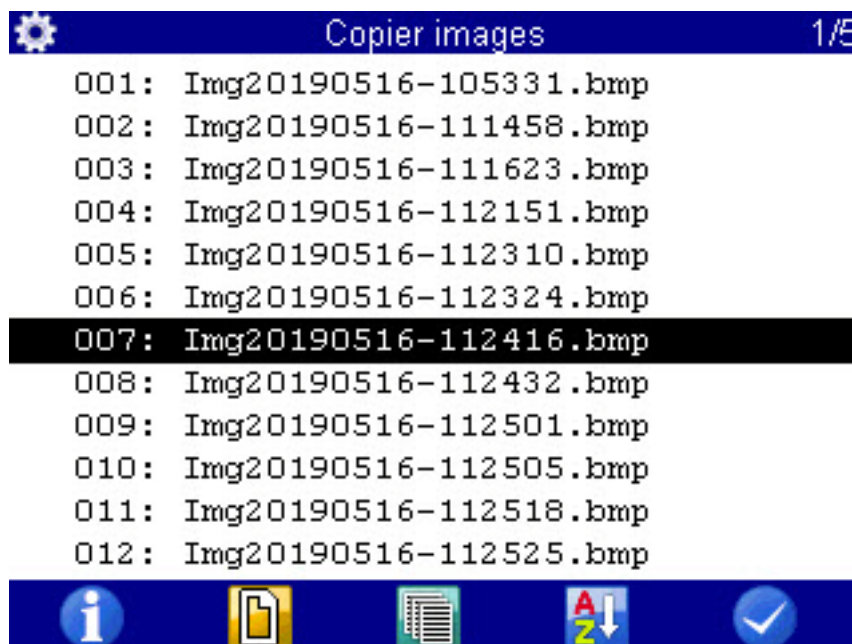 Copier images 1/5
001: Img20190516-105331.bmp
002: Img20190516-111458.bmp
003: Img20190516-111623.bmp
004: Img20190516-112151.bmp
005: Img20190516-112310.bmp
006: Img20190516-112324.bmp
007: Img20190516-112416.bmp
008: Img20190516-112432.bmp
009: Img20190516-112501.bmp
010: Img20190516-112505.bmp
011: Img20190516-112518.bmp
012: Img20190516-112525.bmp
i A Z